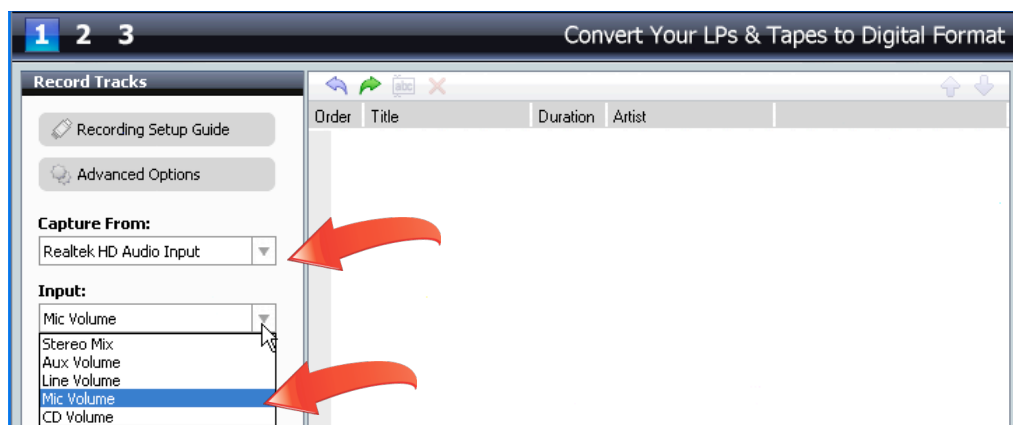 1 2 3
Convert Your LPs & Tapes to Digital Format
Record Tracks
Recording Setup Guide
Advanced Options
Capture From:
Realtek HD Audio Input
Input:
Mic Volume
Stereo Mix
Aux Volume
Line Volume
Mic Volume
CD Volume
abc
Order Title Duration Artist